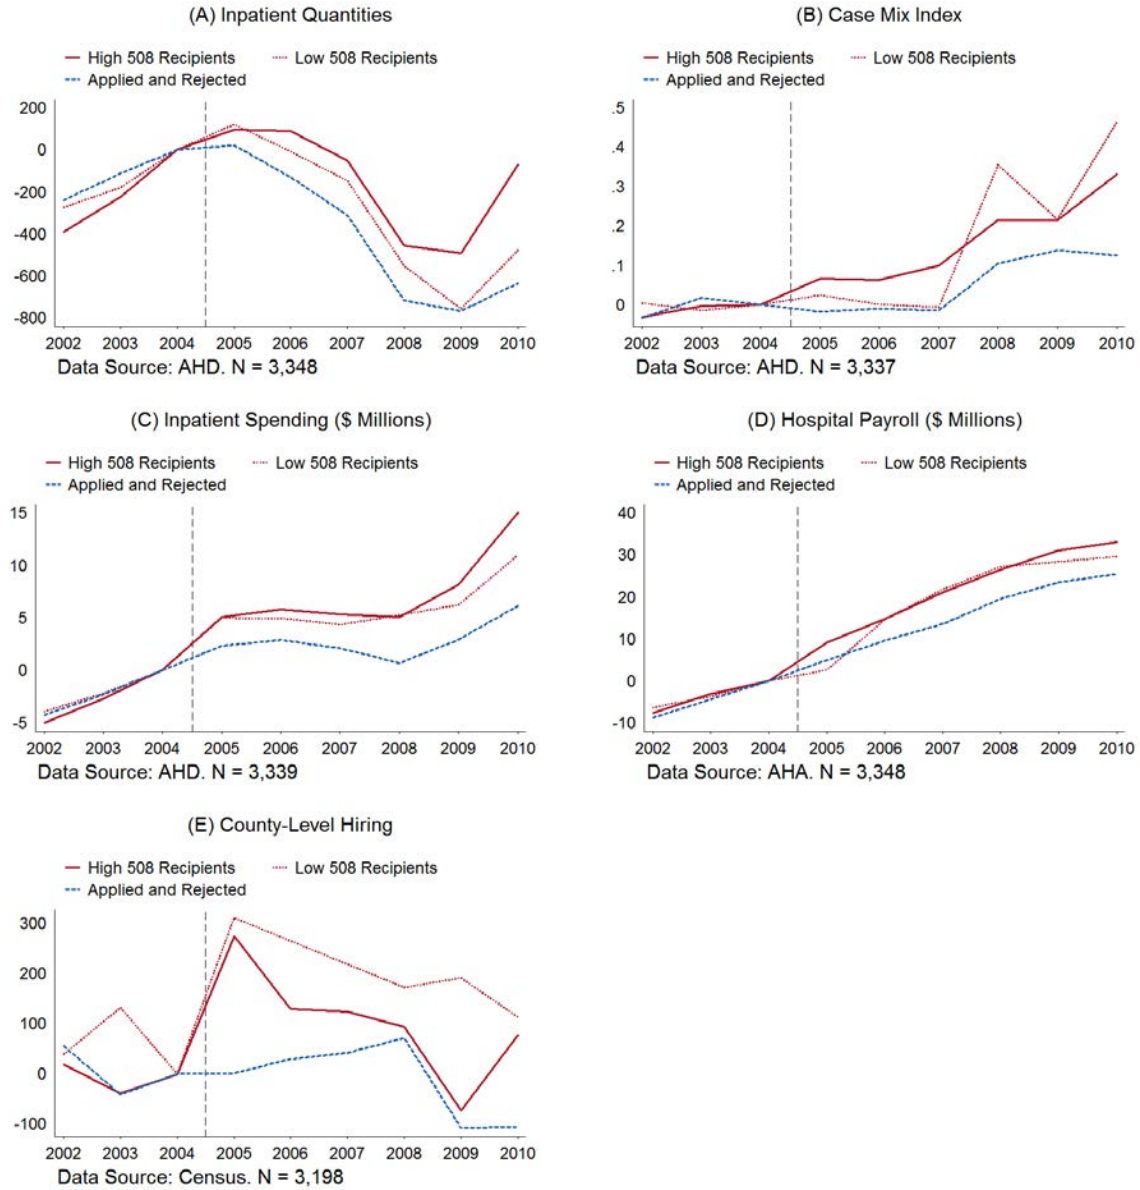 (A) Inpatient Quantities
High 508 Recipients
Low 508 Recipients
Applied and Rejected
200
0
-200
-400
-600
-800
2002 2003 2004 2005 2006 2007 2008 2009 2010
Data Source: AHD. N = 3,348
(B) Case Mix Index
High 508 Recipients
Low 508 Recipients
Applied and Rejected
.5
.4
.3
.2
.1
0
2002 2003 2004 2005 2006 2007 2008 2009 2010
Data Source: AHD. N = 3,337
(C) Inpatient Spending ($ Millions)
High 508 Recipients
Low 508 Recipients
Applied and Rejected
15
10
5
0
-5
2002 2003 2004 2005 2006 2007 2008 2009 2010
Data Source: AHD. N = 3,339
(D) Hospital Payroll ($ Millions)
High 508 Recipients
Low 508 Recipients
Applied and Rejected
40
30
20
10
0
-10
2002 2003 2004 2005 2006 2007 2008 2009 2010
Data Source: AHA. N = 3,348
(E) County-Level Hiring
High 508 Recipients
Low 508 Recipients
Applied and Rejected
300
200
100
0
-100
2002 2003 2004 2005 2006 2007 2008 2009 2010
Data Source: Census. N = 3,198